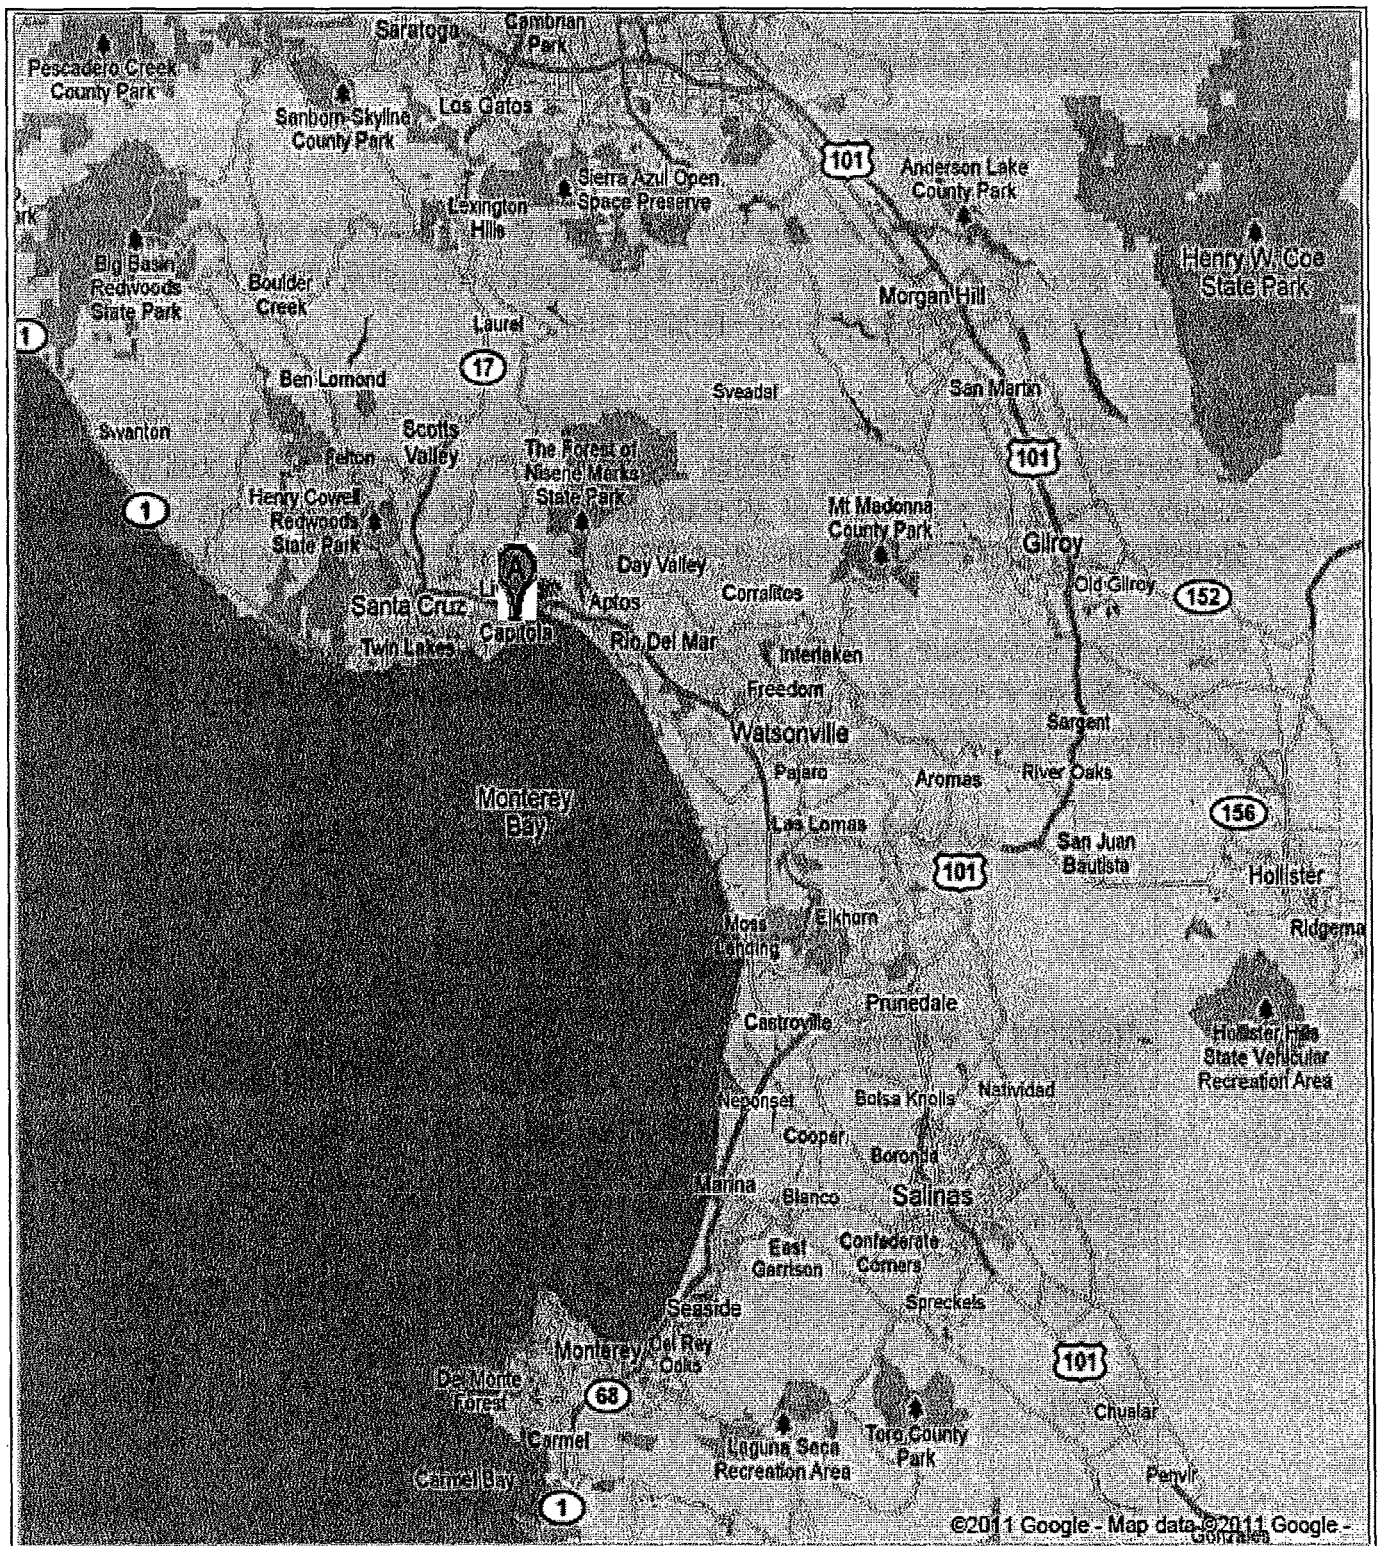 Saratoga
Cambrian
Park
Pescadero Creek
County Park
Sanborn-Skyline
County Park
Los Gatos
101
Anderson Lake
County Park
Sierra Azul Open
Space Preserve
Lexington
Hills
Henry W. Coe
State Park
Big Basin
Redwoods
State Park
Boulder
Creek
Morgan Hill
1
Laurel
17
Ben Lomond
Sveadal
San Martin
Swanton
Scotts
Valley
The Forest of
Nisene Marks
State Park
Felton
101
1
Henry Cowell
Redwoods
State Park
Mt Madonna
County Park
Gilroy
A
Day Valley
Old Gilroy
152
Corralitos
Santa Cruz
Li
Aptos
Capitola
Twin Lakes
Rio Del Mar
Interlaken
Freedom
Watsonville
Sargent
Pajaro
Aromas
River Oaks
Monterey
Bay
156
Las Lomas
San Juan
Bautista
101
Hollister
Moss
Landing
Elkhorn
Ridgema
Prunedale
Castroville
Hollister Hills
State Vehicular
Recreation Area
Neponset
Bolsa Knolls
Natividad
Cooper
Boronda
Marina
Blanco
Salinas
East
Garrison
Confederate
Corners
Seaside
Spreckels
Monterey
Del Rey
Oaks
101
Del Monte
Forest
68
Chualar
Carmel
Laguna Seca
Recreation Area
Toro County
Park
Carmel Bay
Penvir
1
©2011 Google - Map data ©2011 Google -
Gonzales